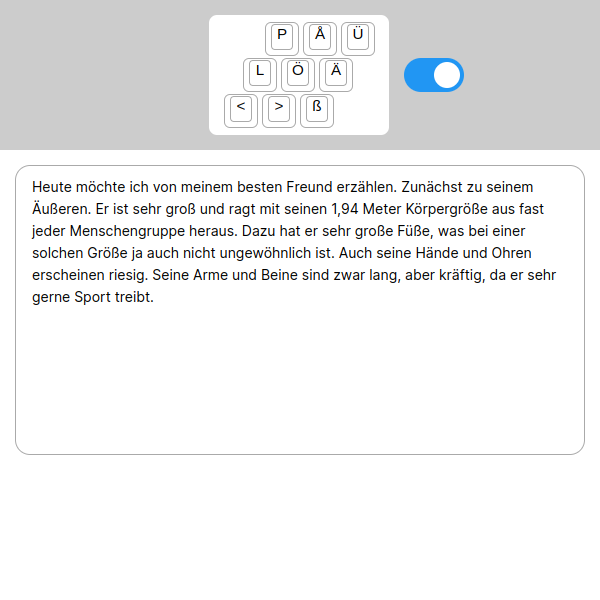 P Å Ü
L Ö Ä
< > ß
Heute möchte ich von meinem besten Freund erzählen. Zunächst zu seinem
Äußeren. Er ist sehr groß und ragt mit seinen 1,94 Meter Körpergröße aus fast
jeder Menschengruppe heraus. Dazu hat er sehr große Füße, was bei einer
solchen Größe ja auch nicht ungewöhnlich ist. Auch seine Hände und Ohren
erscheinen riesig. Seine Arme und Beine sind zwar lang, aber kräftig, da er sehr
gerne Sport treibt.